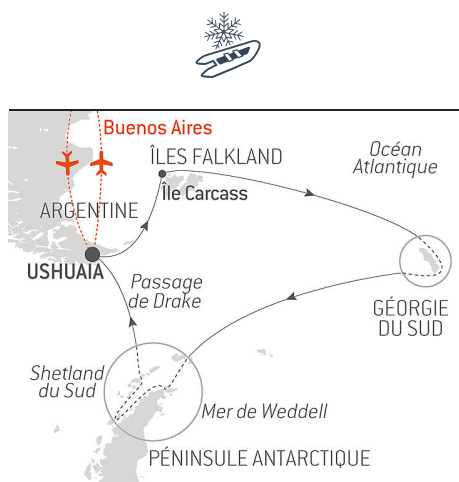 Buenos Aires
Océan
Atlantique
ÎLES FALKLAND
Île Carcass
ARGENTINE
USHUAIA
Passage
de Drake
GÉORGIE
DU SUD
Shetland
du Sud
Mer de Weddell
PÉNINSULE ANTARCTIQUE